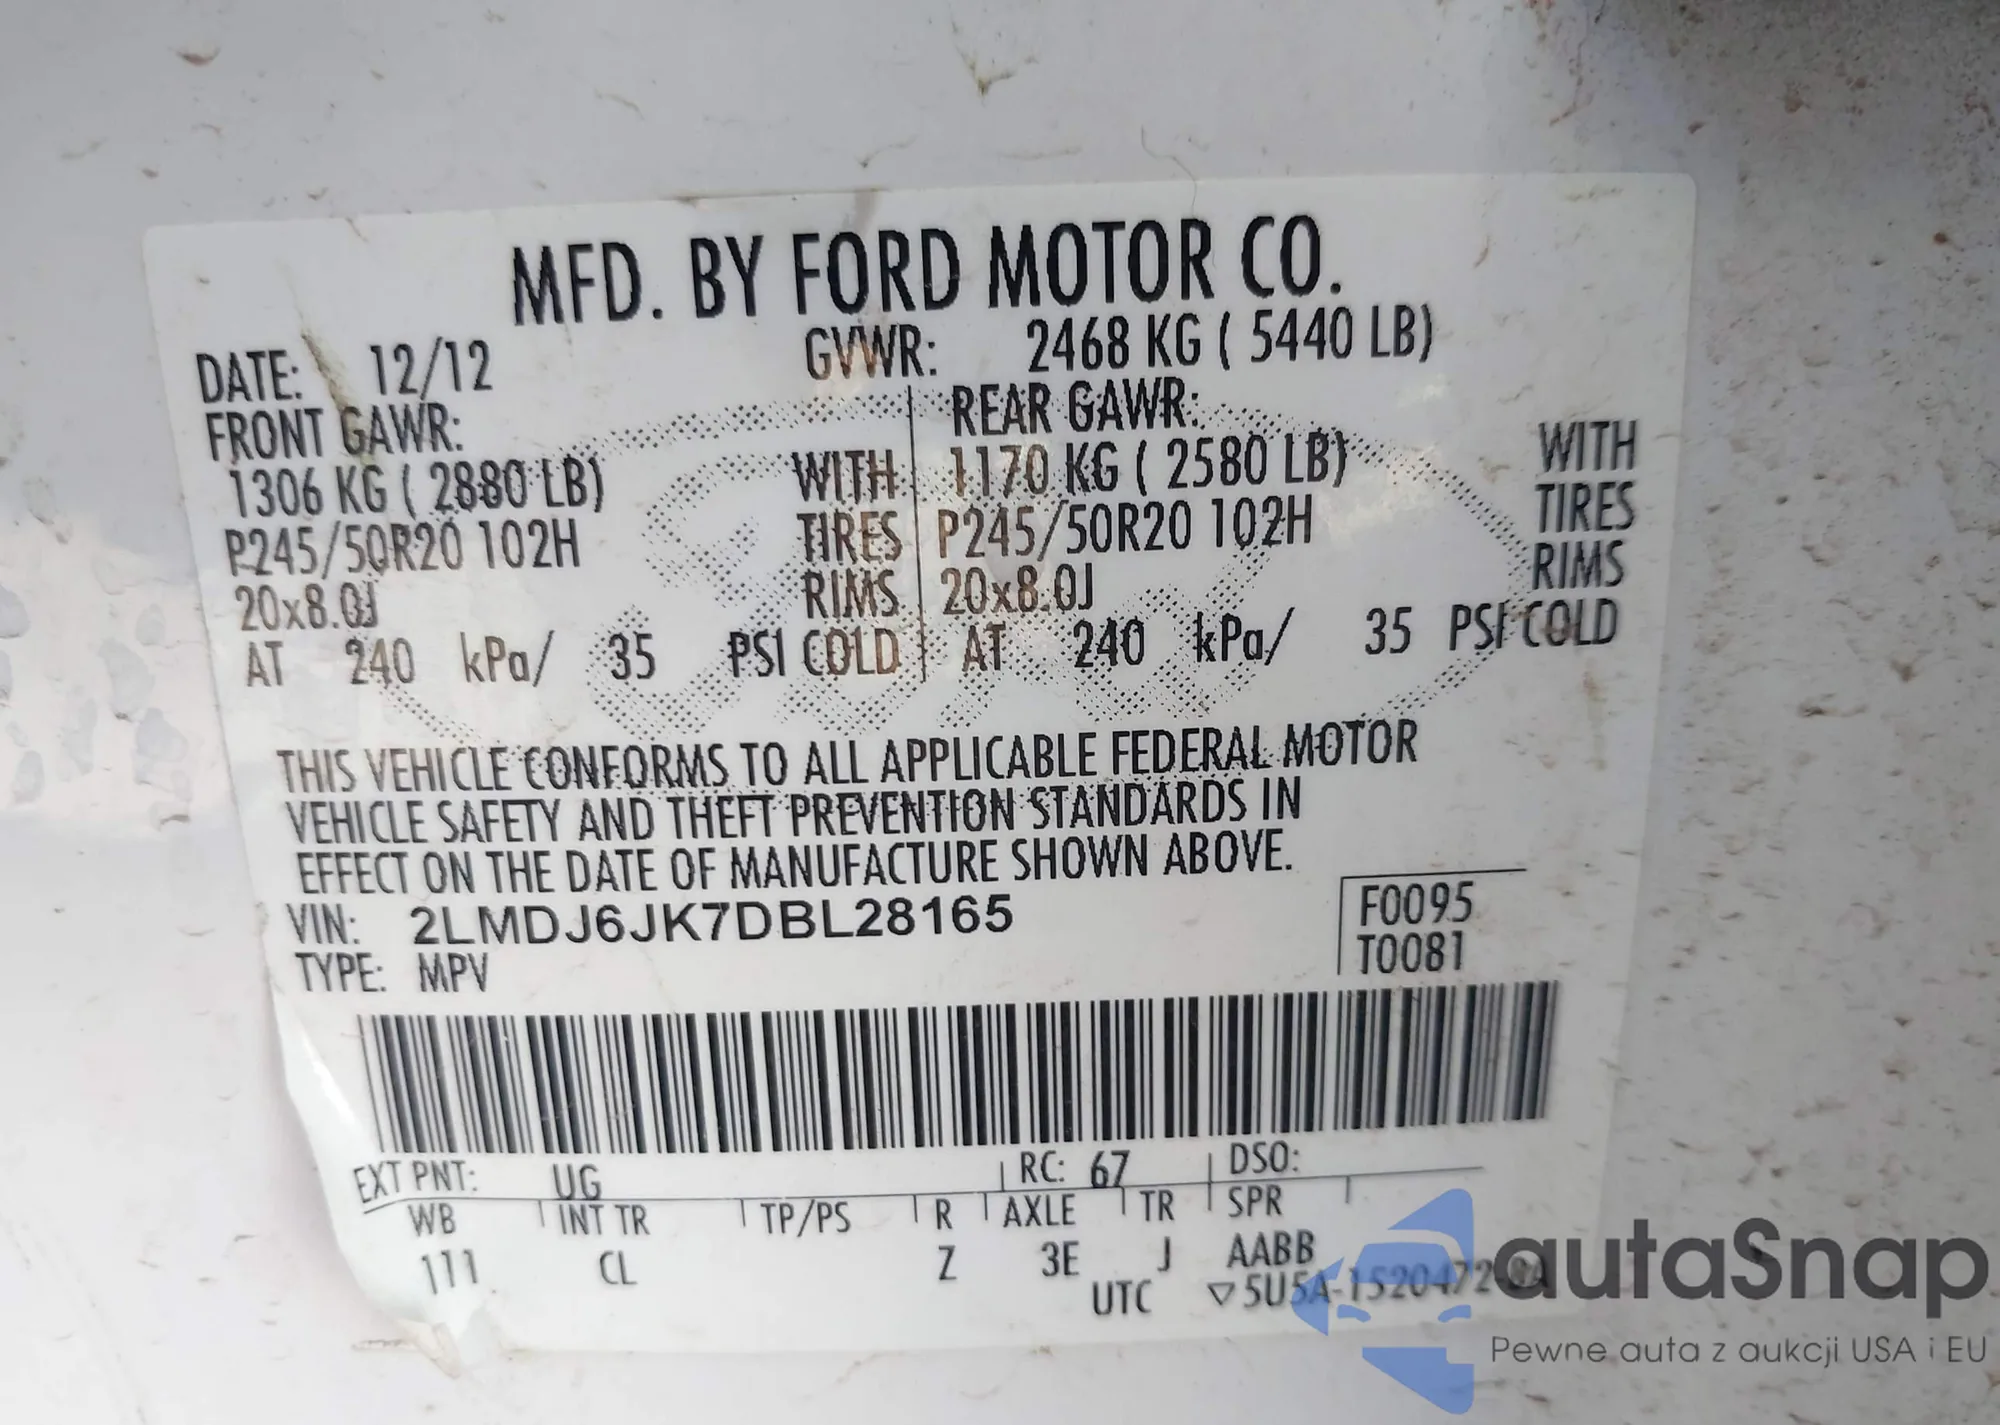 MFD. BY FORD MOTOR CO.
DATE: 12/12 GVWR: 2468 KG ( 5440 LB)
FRONT GAWR: REAR GAWR:
1306 KG ( 2880 LB) WITH 1170 KG ( 2580 LB) WITH
P245/50R20 102H TIRES P245/50R20 102H TIRES
20x8.0J RIMS 20x8.0J RIMS
AT 240 kPa/ 35 PSI COLD AT 240 kPa/ 35 PSI COLD
THIS VEHICLE CONFORMS TO ALL APPLICABLE FEDERAL MOTOR
VEHICLE SAFETY AND THEFT PREVENTION STANDARDS IN
EFFECT ON THE DATE OF MANUFACTURE SHOWN ABOVE.
VIN: 2LMDJ6JK7DBL28165 F0095
TYPE: MPV T0081
EXT PNT: UG RC: 67 DSO:
WB INT TR TP/PS R AXLE TR SPR
111 CL Z 3E J AABB
UTC ▽5U5A-1520472-
autaSnap
Pewne auta z aukcji USA i EU